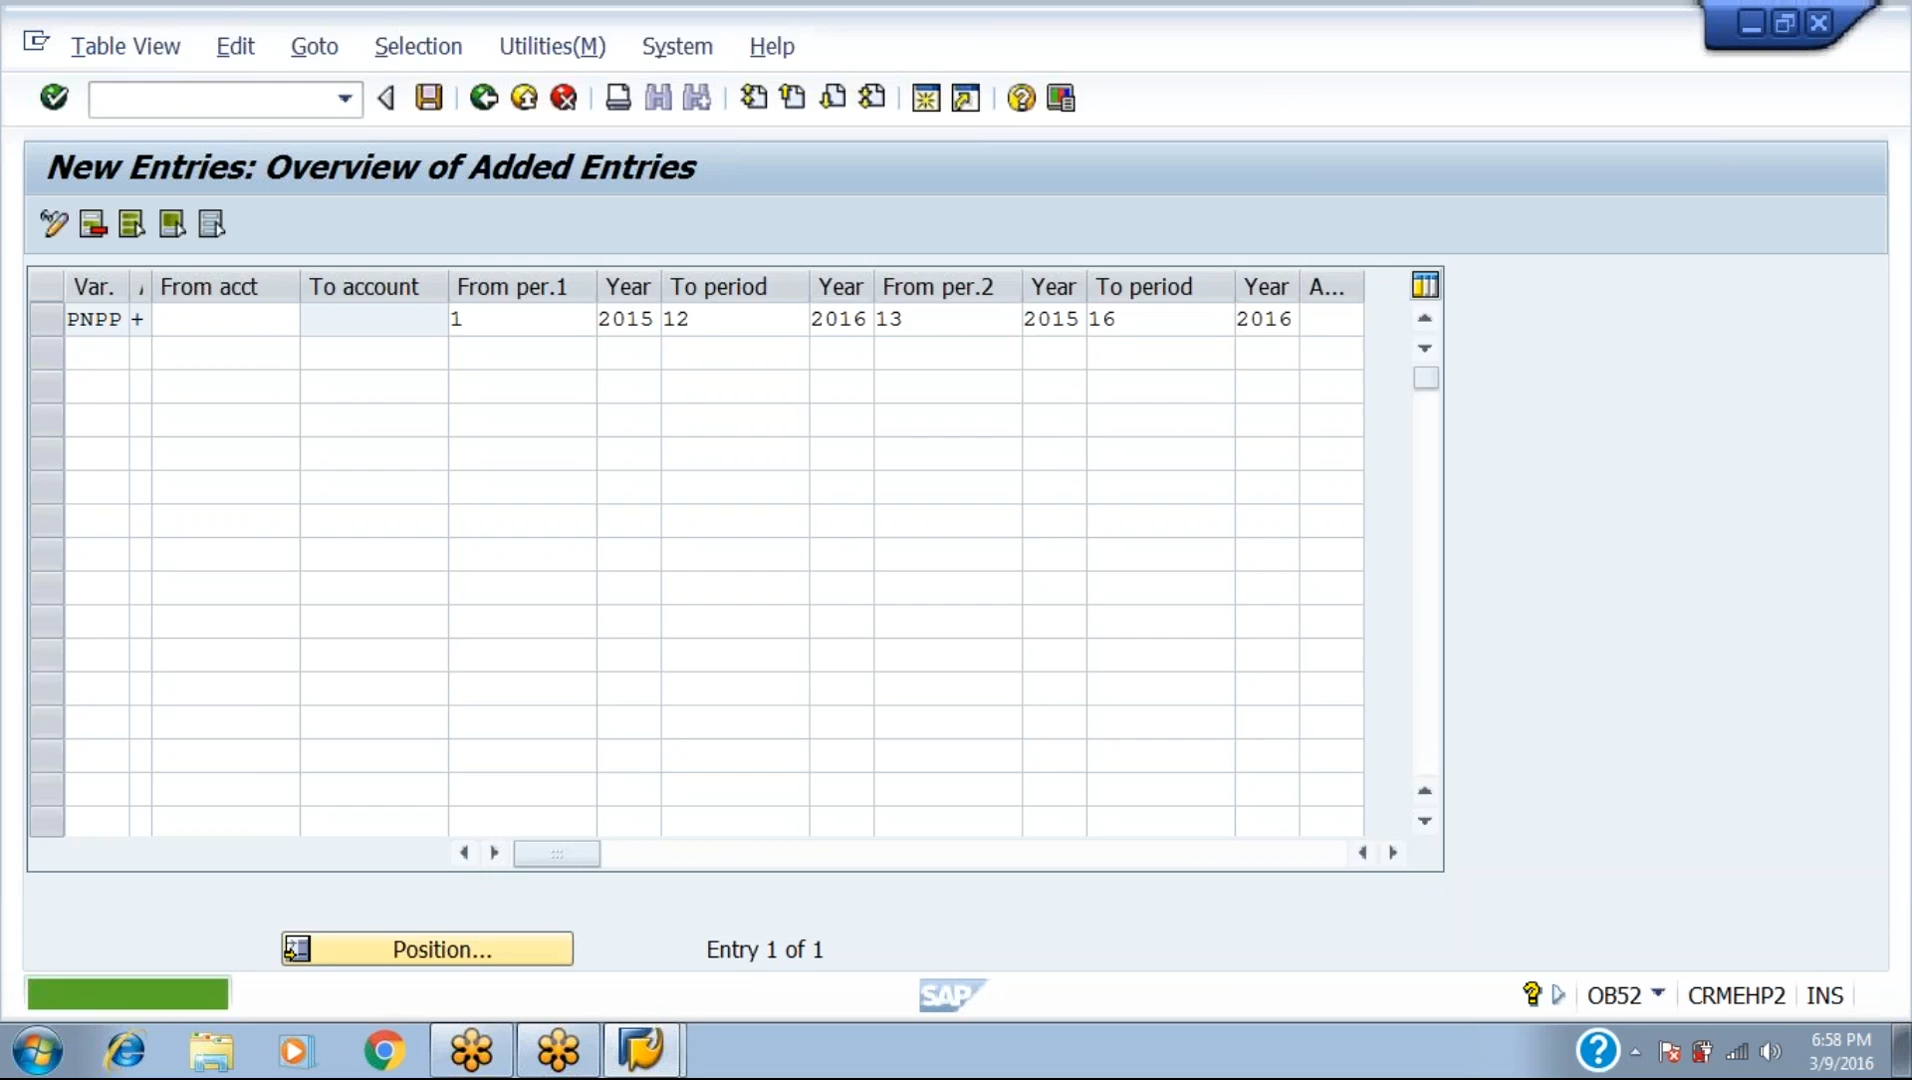 Table View Edit Goto Selection Utilities(M) System Help
New Entries: Overview of Added Entries
Var. From acct To account From per.1 Year To period Year From per.2 Year To period Year A...
PNPP + 1 2015 12 2016 13 2015 16 2016
Position... Entry 1 of 1
SAP OB52 CRMEHP2 INS
6:58 PM
3/9/2016